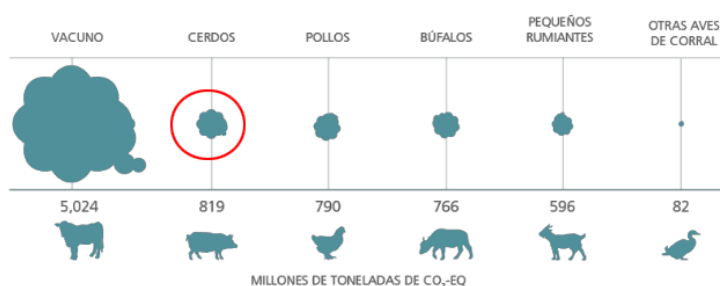 VACUNO
CERDOS
POLLOS
BÚFALOS
PEQUEÑOS
RUMIANTES
OTRAS AVES
DE CORRAL
5,024
819
790
766
596
82
MILLONES DE TONELADAS DE CO₂-EQ